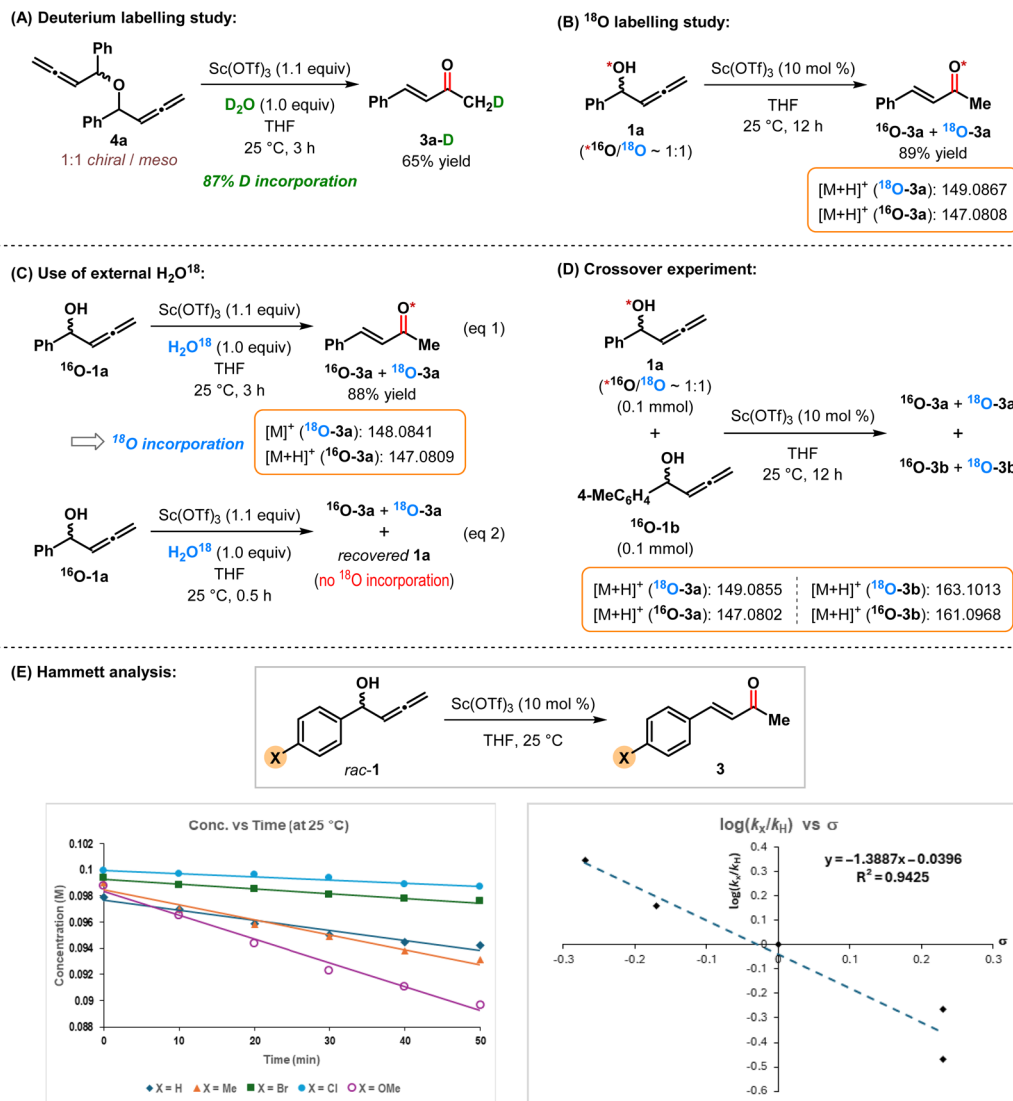 (A) Deuterium labelling study:
Ph
O
Ph
4a
1:1 chiral / meso
Sc(OTf)₃ (1.1 equiv)
D₂O (1.0 equiv)
THF
25 °C, 3 h
87% D incorporation
O
Ph
CH₂D
3a-D
65% yield
(B) ¹⁸O labelling study:
*OH
Ph
1a
(*¹⁶O/¹⁸O ~ 1:1)
Sc(OTf)₃ (10 mol %)
THF
25 °C, 12 h
O*
Ph
Me
¹⁶O-3a + ¹⁸O-3a
89% yield
[M+H]⁺ (¹⁸O-3a): 149.0867
[M+H]⁺ (¹⁶O-3a): 147.0808
(C) Use of external H₂O¹⁸:
OH
Ph
¹⁶O-1a
Sc(OTf)₃ (1.1 equiv)
H₂O¹⁸ (1.0 equiv)
THF
25 °C, 3 h
O*
Ph
Me
(eq 1)
¹⁶O-3a + ¹⁸O-3a
88% yield
¹⁸O incorporation
[M]⁺ (¹⁸O-3a): 148.0841
[M+H]⁺ (¹⁶O-3a): 147.0809
OH
Ph
¹⁶O-1a
Sc(OTf)₃ (1.1 equiv)
H₂O¹⁸ (1.0 equiv)
THF
25 °C, 0.5 h
¹⁶O-3a + ¹⁸O-3a
+
recovered 1a
(no ¹⁸O incorporation)
(eq 2)
(D) Crossover experiment:
*OH
Ph
1a
(*¹⁶O/¹⁸O ~ 1:1)
(0.1 mmol)
+
OH
4-MeC₆H₄
¹⁶O-1b
(0.1 mmol)
Sc(OTf)₃ (10 mol %)
THF
25 °C, 12 h
¹⁶O-3a + ¹⁸O-3a
+
¹⁶O-3b + ¹⁸O-3b
[M+H]⁺ (¹⁸O-3a): 149.0855 [M+H]⁺ (¹⁸O-3b): 163.1013
[M+H]⁺ (¹⁶O-3a): 147.0802 [M+H]⁺ (¹⁶O-3b): 161.0968
(E) Hammett analysis:
OH
X
rac-1
Sc(OTf)₃ (10 mol %)
THF, 25 °C
O
Me
X
3
Conc. vs Time (at 25 °C)
Concentration (M)
0.102
0.1
0.098
0.096
0.094
0.092
0.09
0.088
0 10 20 30 40 50
Time (min)
X = H X = Me X = Br X = Cl X = OMe
log(kₓ/k_H) vs σ
log(kₓ/k_H)
y = −1.3887x − 0.0396
R² = 0.9425
0.4
0.3
0.2
0.1
0
-0.1
-0.2
-0.3
-0.4
-0.5
-0.6
-0.3 -0.2 -0.1 0 0.1 0.2 0.3
σ